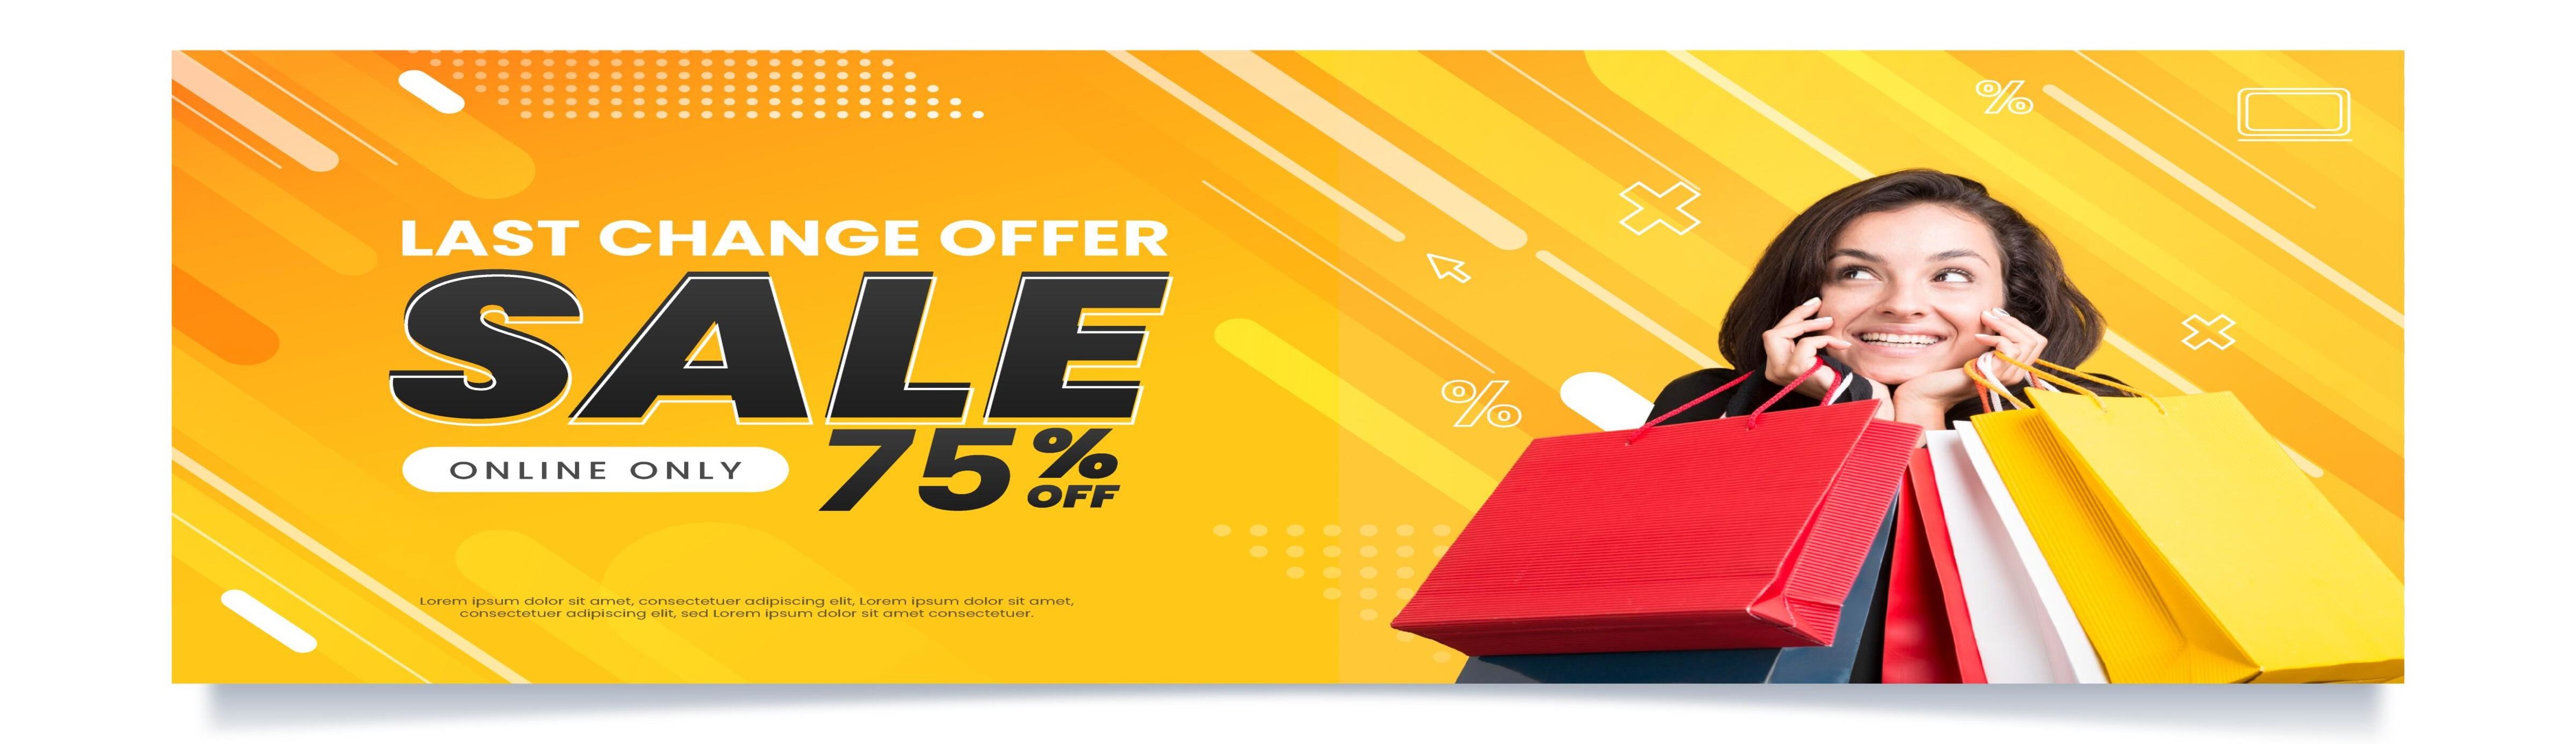 LAST CHANGE OFFER
SALE
ONLINE ONLY
75%
OFF
Lorem ipsum dolor sit amet, consectetuer adipiscing elit, Lorem ipsum dolor sit amet,
consectetuer adipiscing elit, sed Lorem ipsum dolor sit amet consectetuer.
%
%